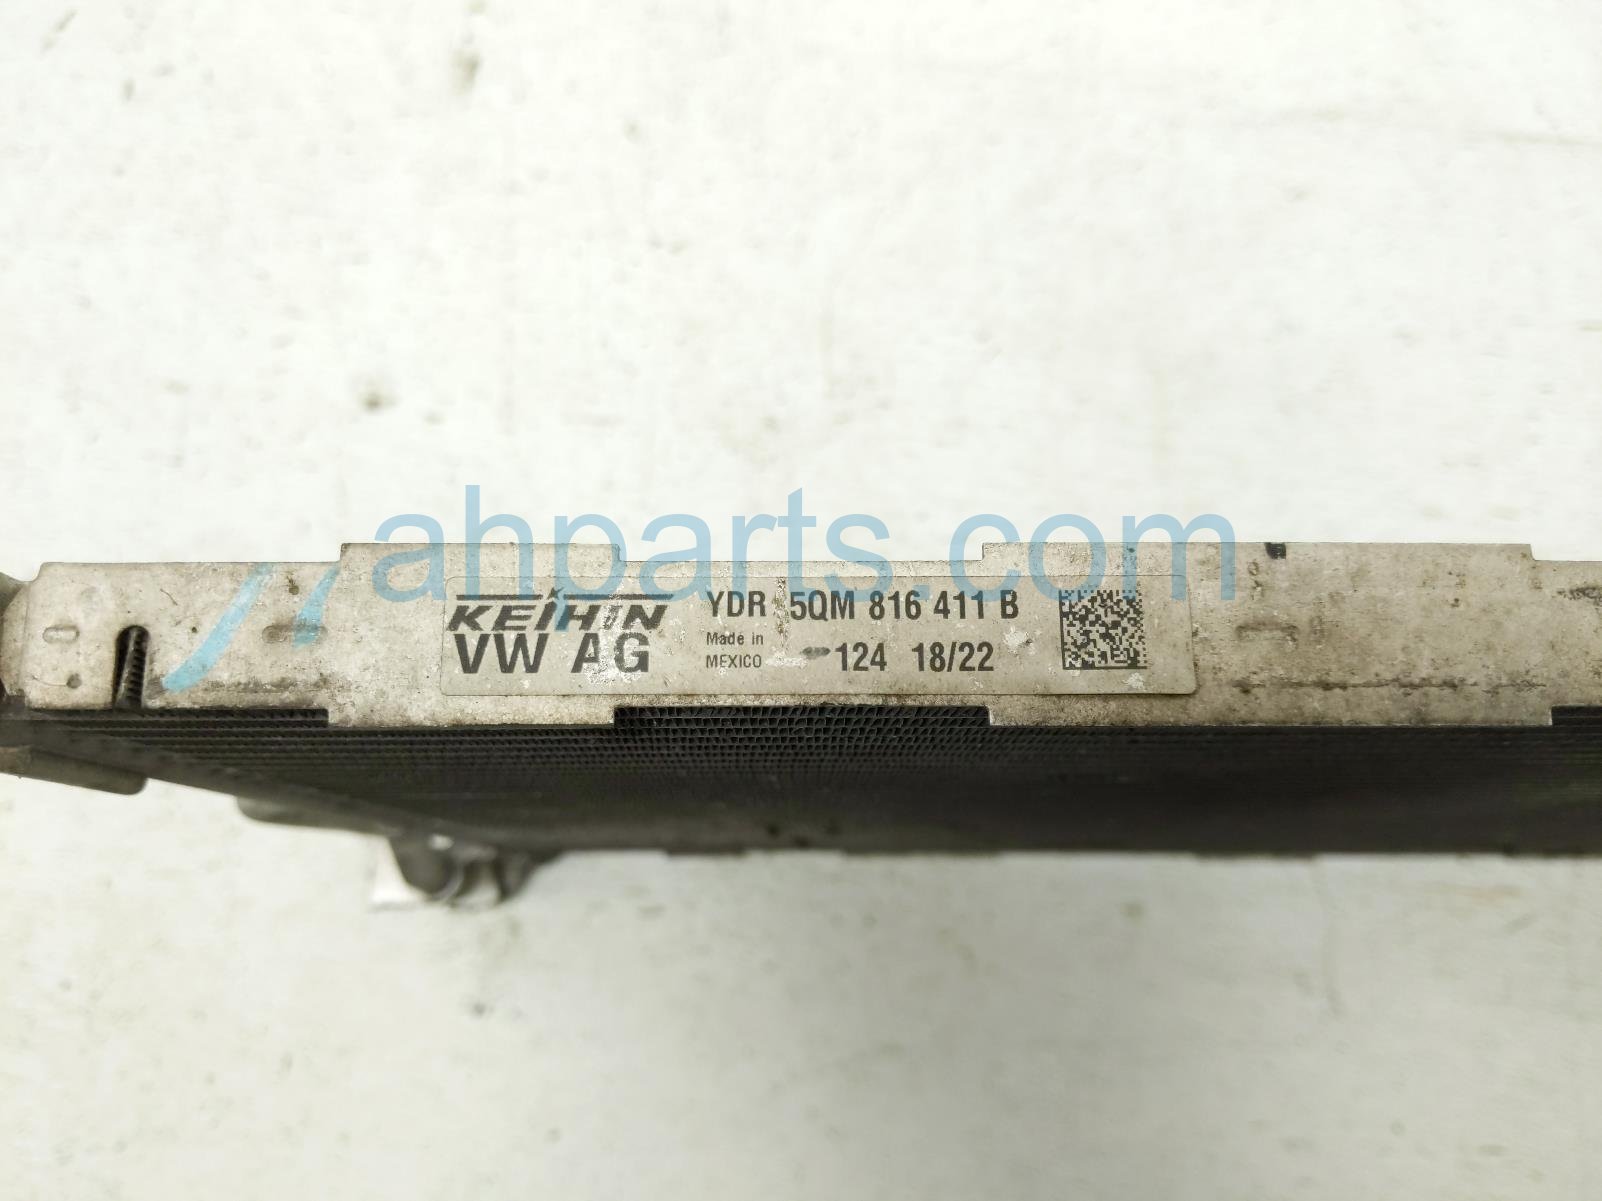 ahparts.com
KEIHIN YDR 5QM 816 411 B
VW AG Made in
MEXICO 124 18/22